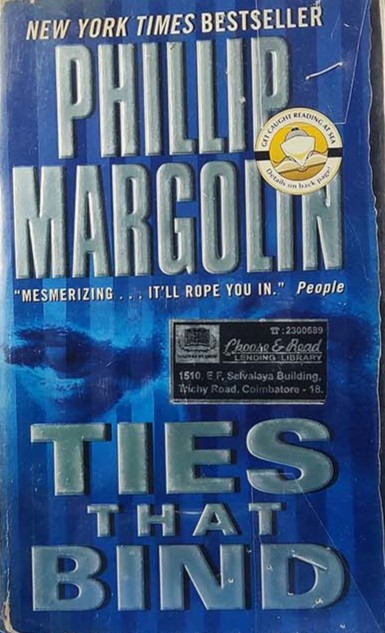 NEW YORK TIMES BESTSELLER
PHILLIP
MARGOLIN
GET CAUGHT READING AT SEA
Details on back page!
"MESMERIZING . . . IT'LL ROPE YOU IN." People
☎:2300589
Choose & Read
LENDING LIBRARY
1510, E F, Selvalaya Building,
Trichy Road, Coimbatore - 18.
TIES
THAT
BIND